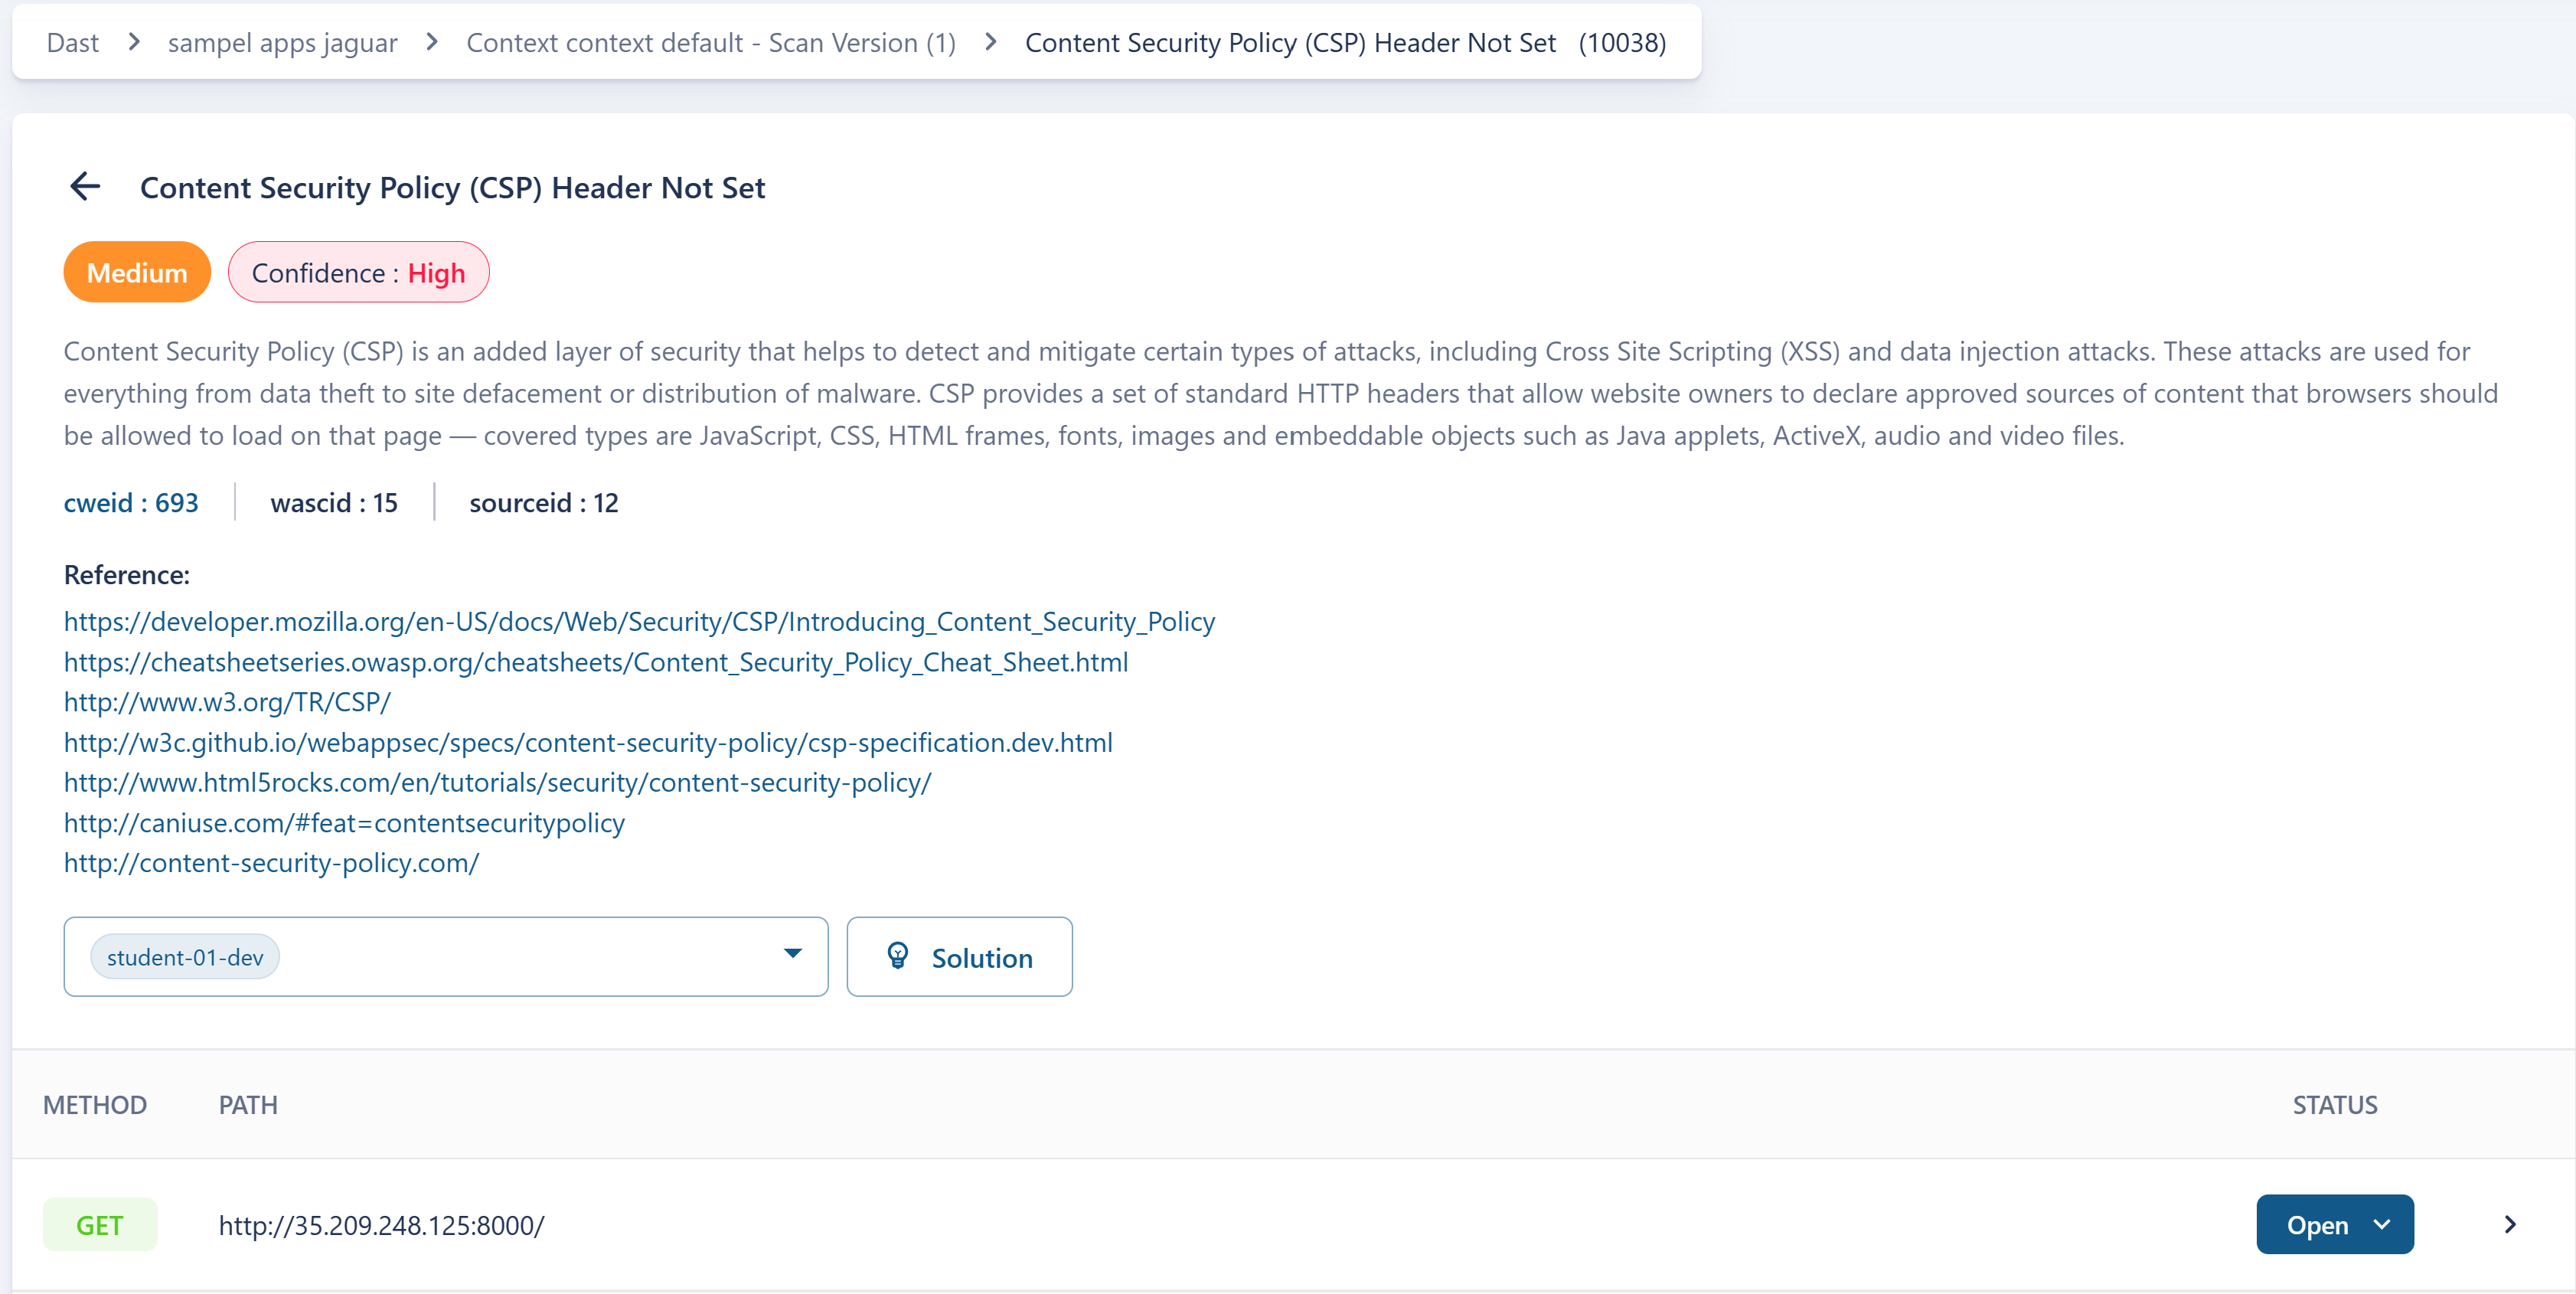 Dast > sampel apps jaguar > Context context default - Scan Version (1) > Content Security Policy (CSP) Header Not Set (10038)
Content Security Policy (CSP) Header Not Set
Medium Confidence : High
Content Security Policy (CSP) is an added layer of security that helps to detect and mitigate certain types of attacks, including Cross Site Scripting (XSS) and data injection attacks. These attacks are used for
everything from data theft to site defacement or distribution of malware. CSP provides a set of standard HTTP headers that allow website owners to declare approved sources of content that browsers should
be allowed to load on that page — covered types are JavaScript, CSS, HTML frames, fonts, images and embeddable objects such as Java applets, ActiveX, audio and video files.
cweid : 693 | wascid : 15 | sourceid : 12
Reference:
https://developer.mozilla.org/en-US/docs/Web/Security/CSP/Introducing_Content_Security_Policy
https://cheatsheetseries.owasp.org/cheatsheets/Content_Security_Policy_Cheat_Sheet.html
http://www.w3.org/TR/CSP/
http://w3c.github.io/webappsec/specs/content-security-policy/csp-specification.dev.html
http://www.html5rocks.com/en/tutorials/security/content-security-policy/
http://caniuse.com/#feat=contentsecuritypolicy
http://content-security-policy.com/
student-01-dev Solution
METHOD PATH STATUS
GET http://35.209.248.125:8000/ Open